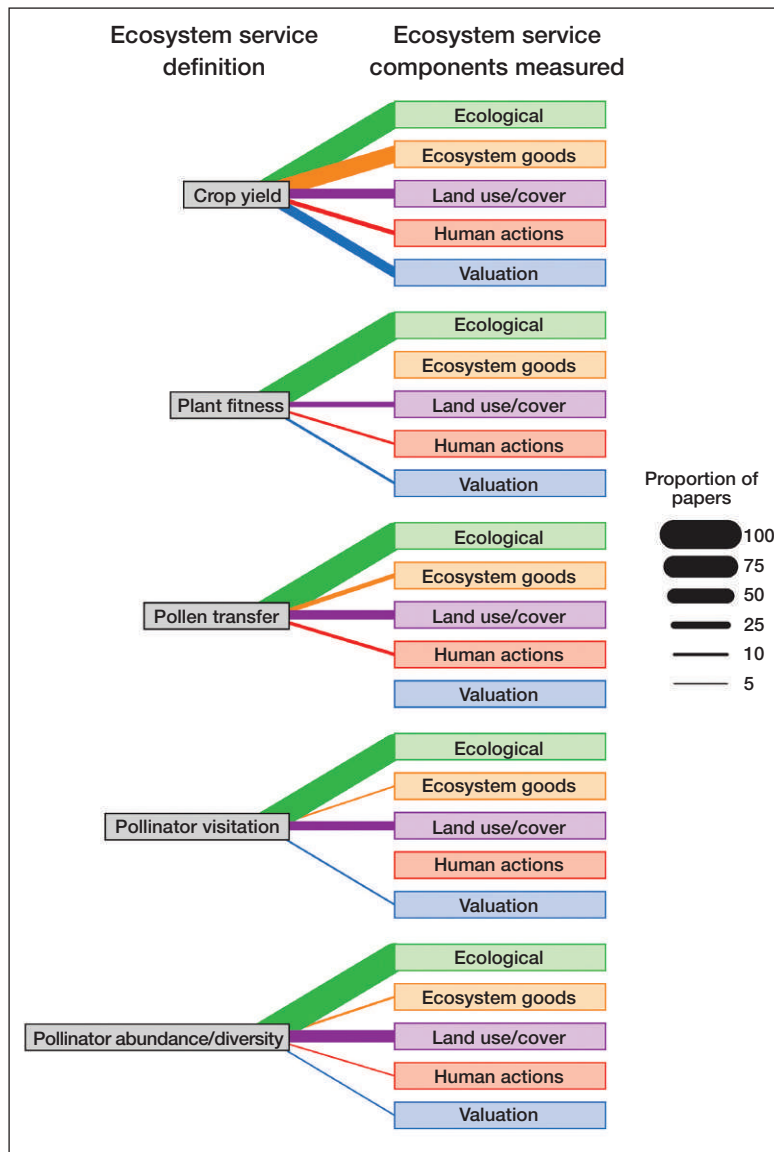 Ecosystem service
definition
Ecosystem service
components measured
Crop yield
Ecological
Ecosystem goods
Land use/cover
Human actions
Valuation
Plant fitness
Ecological
Ecosystem goods
Land use/cover
Human actions
Valuation
Pollen transfer
Ecological
Ecosystem goods
Land use/cover
Human actions
Valuation
Pollinator visitation
Ecological
Ecosystem goods
Land use/cover
Human actions
Valuation
Pollinator abundance/diversity
Ecological
Ecosystem goods
Land use/cover
Human actions
Valuation
Proportion of
papers
100
75
50
25
10
5